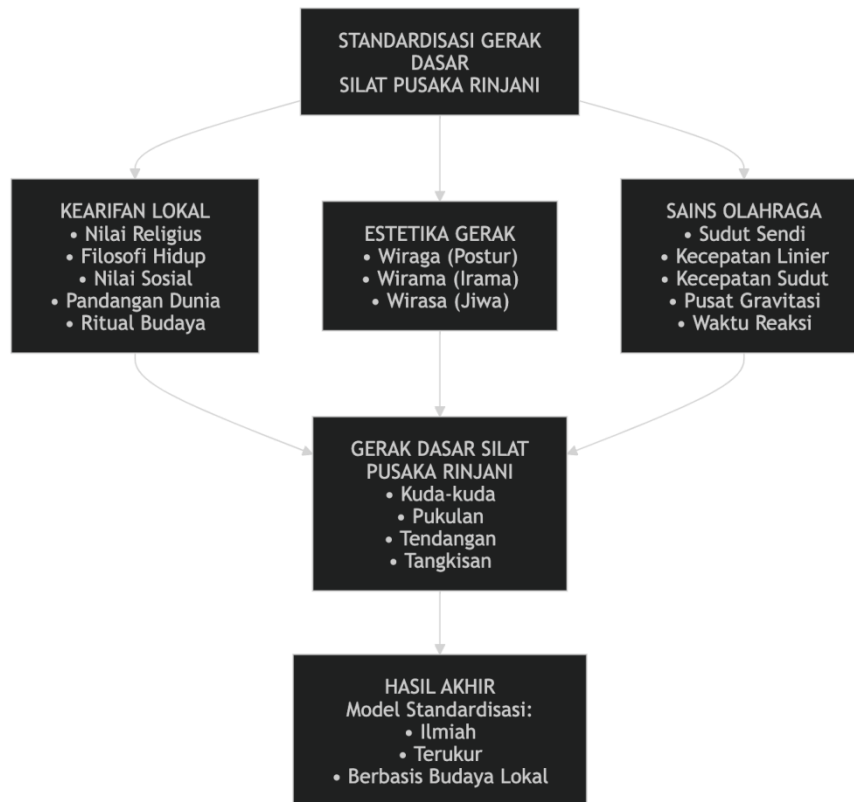 STANDARDISASI GERAK
DASAR
SILAT PUSAKA RINJANI
KEARIFAN LOKAL
• Nilai Religius
• Filosofi Hidup
• Nilai Sosial
• Pandangan Dunia
• Ritual Budaya
ESTETIKA GERAK
• Wiraga (Postur)
• Wirama (Irama)
• Wirasa (Jiwa)
SAINS OLAHRAGA
• Sudut Sendi
• Kecepatan Linier
• Kecepatan Sudut
• Pusat Gravitasi
• Waktu Reaksi
GERAK DASAR SILAT
PUSAKA RINJANI
• Kuda-kuda
• Pukulan
• Tendangan
• Tangkisan
HASIL AKHIR
Model Standardisasi:
• Ilmiah
• Terukur
• Berbasis Budaya Lokal